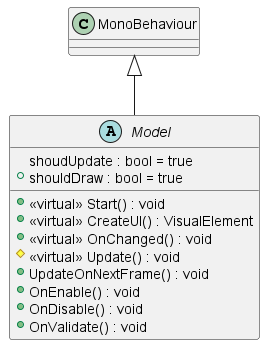 C MonoBehaviour
A Model
shoudUpdate : bool = true
shouldDraw : bool = true
«virtual» Start() : void
«virtual» CreateUI() : VisualElement
«virtual» OnChanged() : void
«virtual» Update() : void
UpdateOnNextFrame() : void
OnEnable() : void
OnDisable() : void
OnValidate() : void